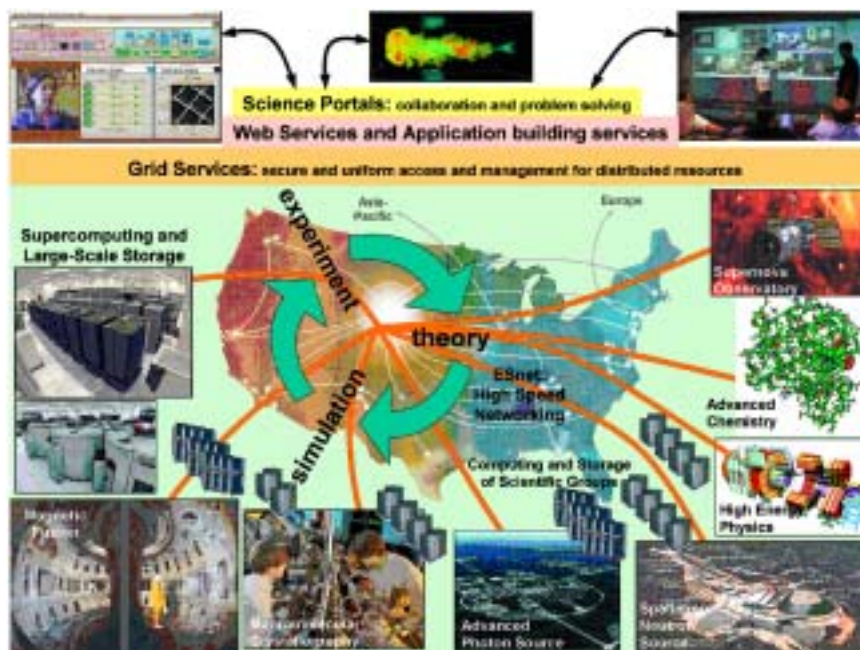 Science Portals: collaboration and problem solving
Web Services and Application building services
Grid Services: secure and uniform access and management for distributed resources
Asia-
Pacific
Europe
experiment
theory
simulation
Supercomputing and
Large-Scale Storage
Supernova
Observatory
ESnet:
High Speed
Networking
Advanced
Chemistry
Computing and Storage
of Scientific Groups
High Energy
Physics
Magnetic
Fusion
Macromolecular
Crystallography
Advanced
Photon Source
Spallation
Neutron
Source